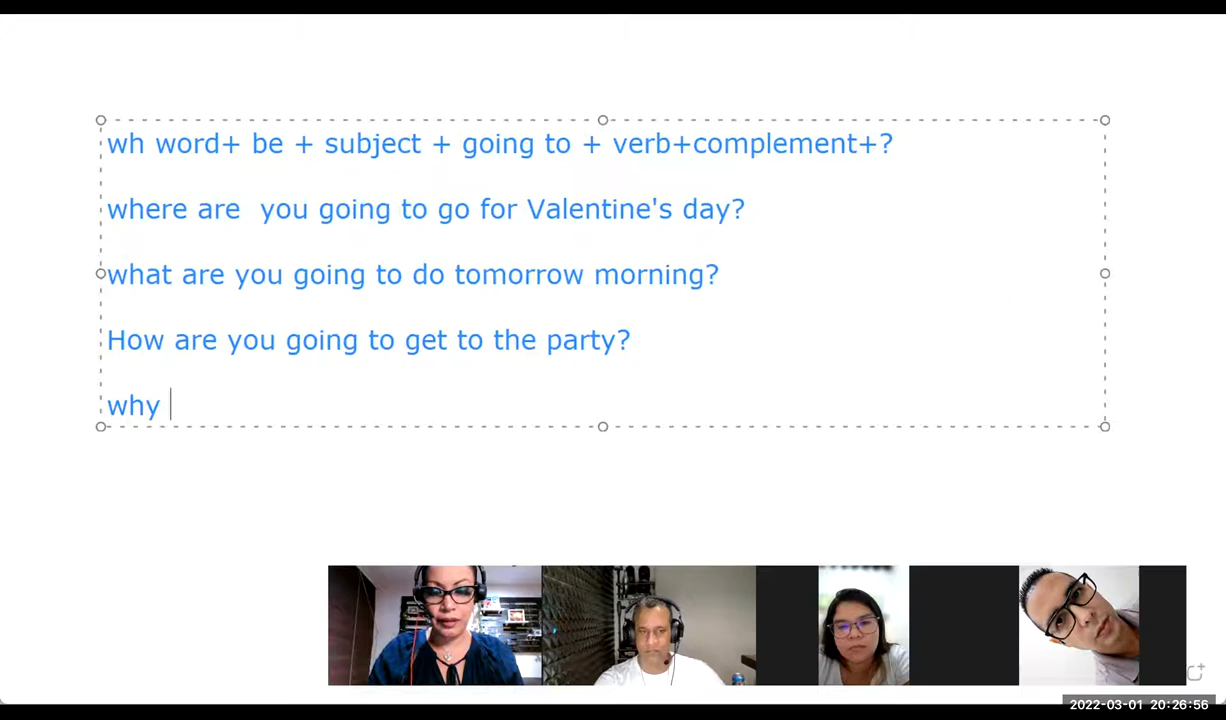 wh word+ be + subject + going to + verb+complement+?
where are  you going to go for Valentine's day?
what are you going to do tomorrow morning?
How are you going to get to the party?
why
2022-03-01 20:26:56